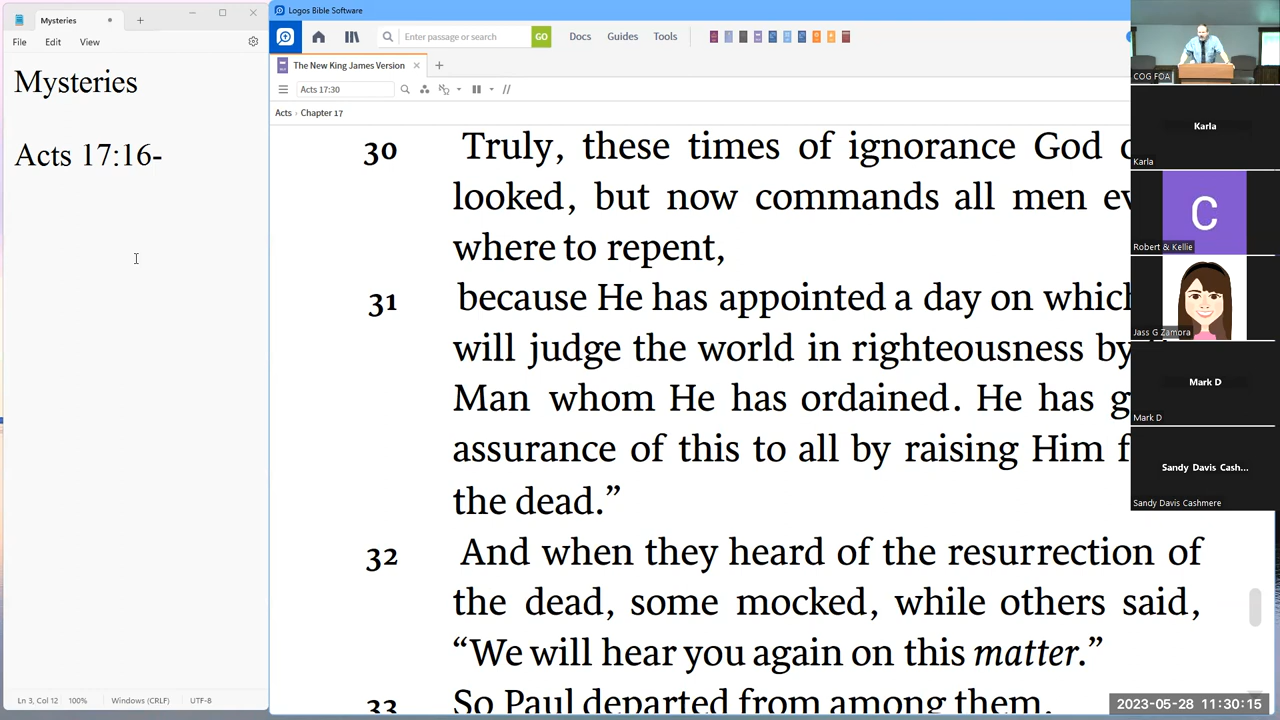 Mysteries
File Edit View
Mysteries
Acts 17:16-
Ln 3, Col 12 100% Windows (CRLF) UTF-8
Logos Bible Software
Enter passage or search GO Docs Guides Tools
The New King James Version
Acts 17:30
Acts › Chapter 17
30 Truly, these times of ignorance God
looked, but now commands all men
where to repent,
31 because He has appointed a day on which
will judge the world in righteousness by
Man whom He has ordained. He has
assurance of this to all by raising Him
the dead.”
32 And when they heard of the resurrection of
the dead, some mocked, while others said,
“We will hear you again on this matter.”
33 So Paul departed from among them.
COG FOA
Karla
Karla
C
Robert & Kellie
Jass G Zamora
Mark D
Mark D
Sandy Davis Cash...
Sandy Davis Cashmere
2023-05-28 11:30:15